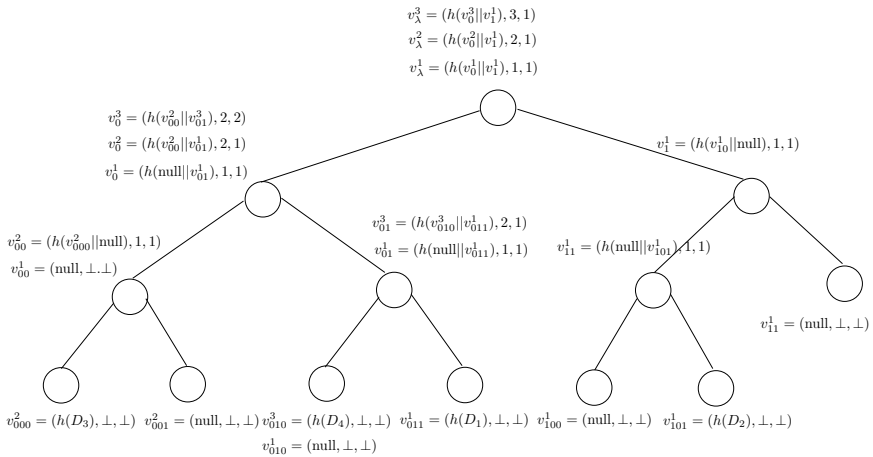 v_λ^3 = (h(v_0^3||v_1^1), 3, 1)
v_λ^2 = (h(v_0^2||v_1^1), 2, 1)
v_λ^1 = (h(v_0^1||v_1^1), 1, 1)
v_0^3 = (h(v_00^2||v_01^3), 2, 2)
v_0^2 = (h(v_00^2||v_01^1), 2, 1)
v_0^1 = (h(null||v_01^1), 1, 1)
v_1^1 = (h(v_10^1||null), 1, 1)
v_00^2 = (h(v_000^2||null), 1, 1)
v_00^1 = (null, ⊥.⊥)
v_01^3 = (h(v_010^3||v_011^1), 2, 1)
v_01^1 = (h(null||v_011^1), 1, 1)
v_11^1 = (h(null||v_101^1), 1, 1)
v_11^1 = (null, ⊥, ⊥)
v_000^2 = (h(D_3), ⊥, ⊥)
v_001^2 = (null, ⊥, ⊥)
v_010^3 = (h(D_4), ⊥, ⊥)
v_010^1 = (null, ⊥, ⊥)
v_011^1 = (h(D_1), ⊥, ⊥)
v_100^1 = (null, ⊥, ⊥)
v_101^1 = (h(D_2), ⊥, ⊥)